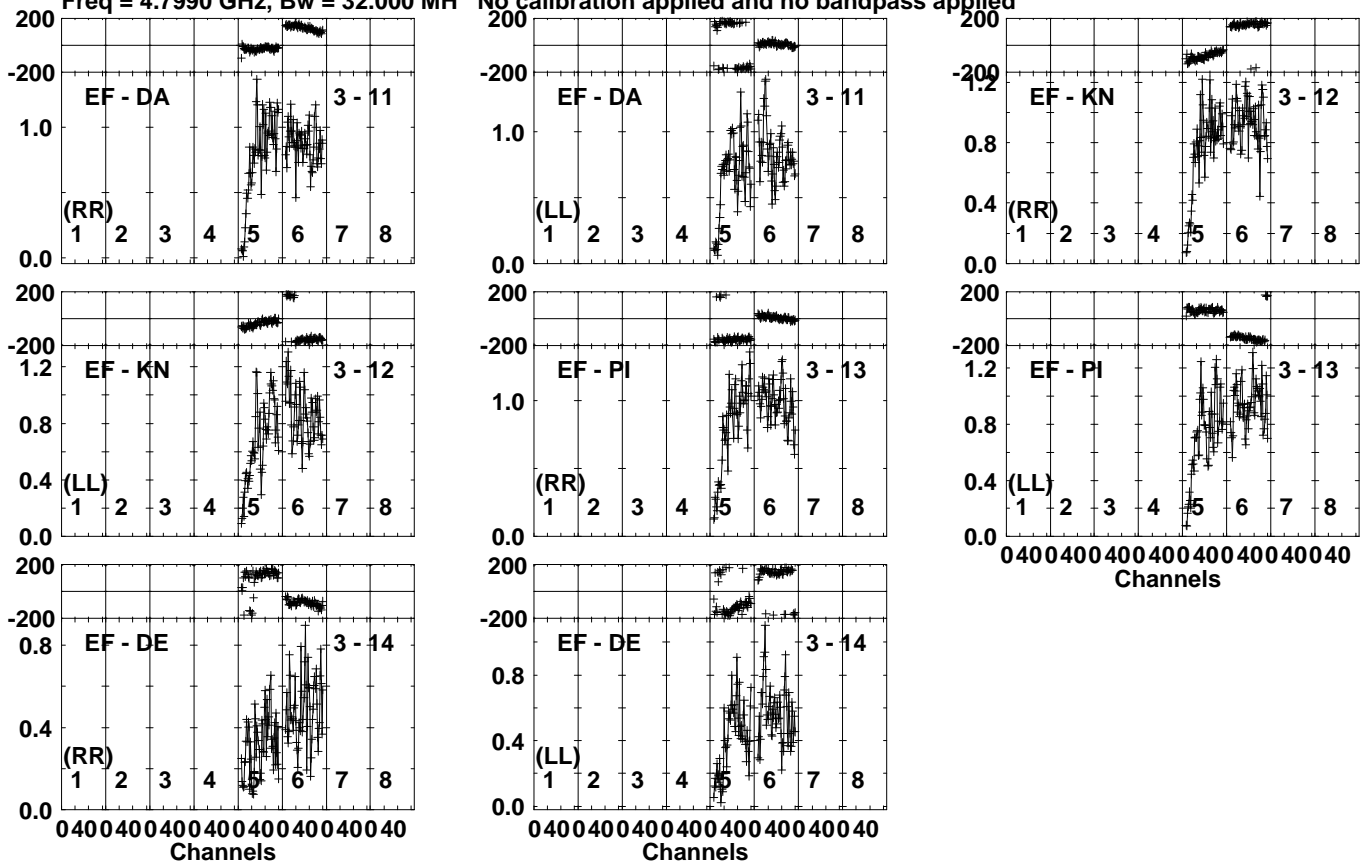 Freq = 4.7990 GHz, Bw = 32.000 MH No calibration applied and no bandpass applied
200 200 200
-200 -200 -200
EF - DA 3 - 11 EF - DA 3 - 11 1.2 EF - KN 3 - 12
1.0 1.0 0.8
0.4
(RR) (LL) (RR)
1 2 3 4 5 6 7 8 1 2 3 4 5 6 7 8 1 2 3 4 5 6 7 8
0.0 0.0 0.0
200 200 200
-200 -200 -200
1.2 EF - KN 3 - 12 EF - PI 3 - 13 1.2 EF - PI 3 - 13
0.8 1.0 0.8
0.4 0.4
(LL) (RR) (LL)
1 2 3 4 5 6 7 8 1 2 3 4 5 6 7 8 1 2 3 4 5 6 7 8
0.0 0.0 0.0
0 40 0 40 0 40 0 40 0 40 0 40 0 40 0 40
Channels
200 200
-200 -200
0.8 EF - DE 3 - 14 EF - DE 3 - 14
0.8
0.4 0.4
(RR) (LL)
1 2 3 4 5 6 7 8 1 2 3 4 5 6 7 8
0.0 0.0
0 40 0 40 0 40 0 40 0 40 0 40 0 40 0 40 0 40 0 40 0 40 0 40 0 40 0 40 0 40 0 40
Channels Channels